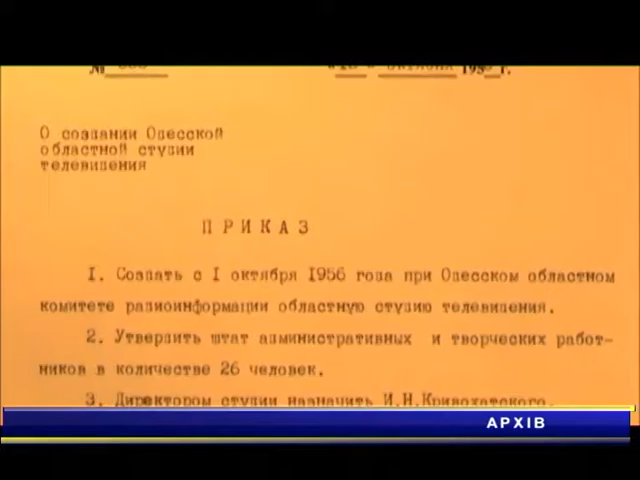 О создании Одесской
областной студии
телевидения
ПРИКАЗ
1. Создать с 1 октября 1956 года при Одесском областном
комитете радиоинформации областную студию телевидения.
2. Утвердить штат административных и творческих работ-
ников в количестве 26 человек.
3. Директором студии назначить И.Н.Кривохатского.
АРХІВ